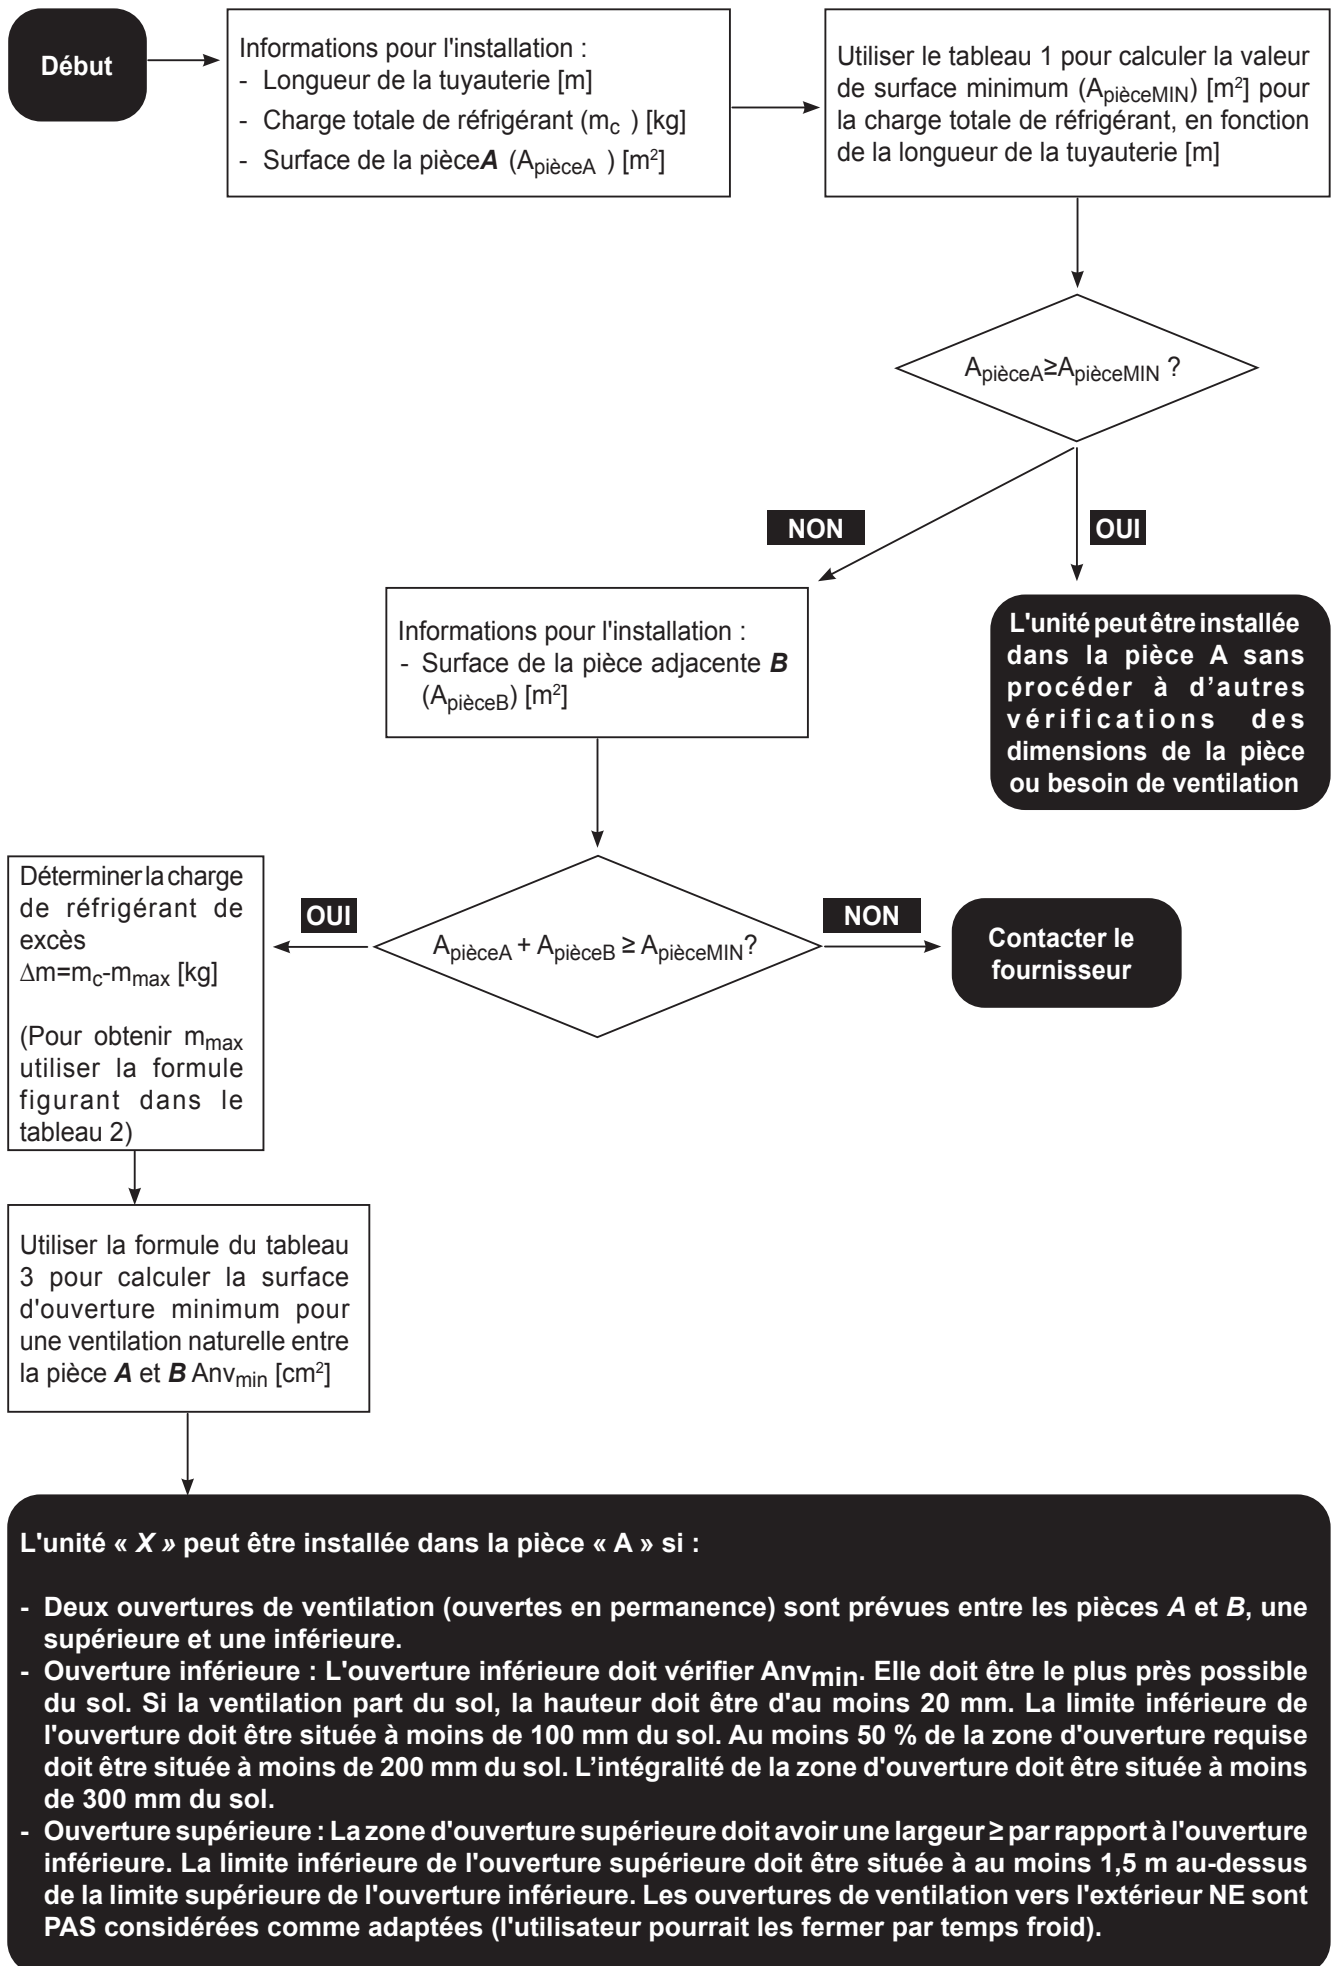 Début
Informations pour l'installation :
- Longueur de la tuyauterie [m]
- Charge totale de réfrigérant (mc ) [kg]
- Surface de la pièceA (ApièceA ) [m²]
Utiliser le tableau 1 pour calculer la valeur
de surface minimum (ApièceMIN) [m²] pour
la charge totale de réfrigérant, en fonction
de la longueur de la tuyauterie [m]
ApièceA≥ApièceMIN ?
NON
OUI
Informations pour l'installation :
- Surface de la pièce adjacente B
(ApièceB) [m²]
L'unité peut être installée
dans la pièce A sans
procéder à d’autres
vérifications des
dimensions de la pièce
ou besoin de ventilation
Déterminer la charge
de réfrigérant de
excès
Δm=mc-mmax [kg]
(Pour obtenir mmax
utiliser la formule
figurant dans le
tableau 2)
OUI
ApièceA + ApièceB ≥ ApièceMIN?
NON
Contacter le
fournisseur
Utiliser la formule du tableau
3 pour calculer la surface
d'ouverture minimum pour
une ventilation naturelle entre
la pièce A et B Anvmin [cm²]
L'unité « X » peut être installée dans la pièce « A » si :
- Deux ouvertures de ventilation (ouvertes en permanence) sont prévues entre les pièces A et B, une
supérieure et une inférieure.
- Ouverture inférieure : L'ouverture inférieure doit vérifier Anvmin. Elle doit être le plus près possible
du sol. Si la ventilation part du sol, la hauteur doit être d'au moins 20 mm. La limite inférieure de
l'ouverture doit être située à moins de 100 mm du sol. Au moins 50 % de la zone d'ouverture requise
doit être située à moins de 200 mm du sol. L’intégralité de la zone d'ouverture doit être située à moins
de 300 mm du sol.
- Ouverture supérieure : La zone d'ouverture supérieure doit avoir une largeur ≥ par rapport à l'ouverture
inférieure. La limite inférieure de l'ouverture supérieure doit être située à au moins 1,5 m au-dessus
de la limite supérieure de l'ouverture inférieure. Les ouvertures de ventilation vers l'extérieur NE sont
PAS considérées comme adaptées (l'utilisateur pourrait les fermer par temps froid).